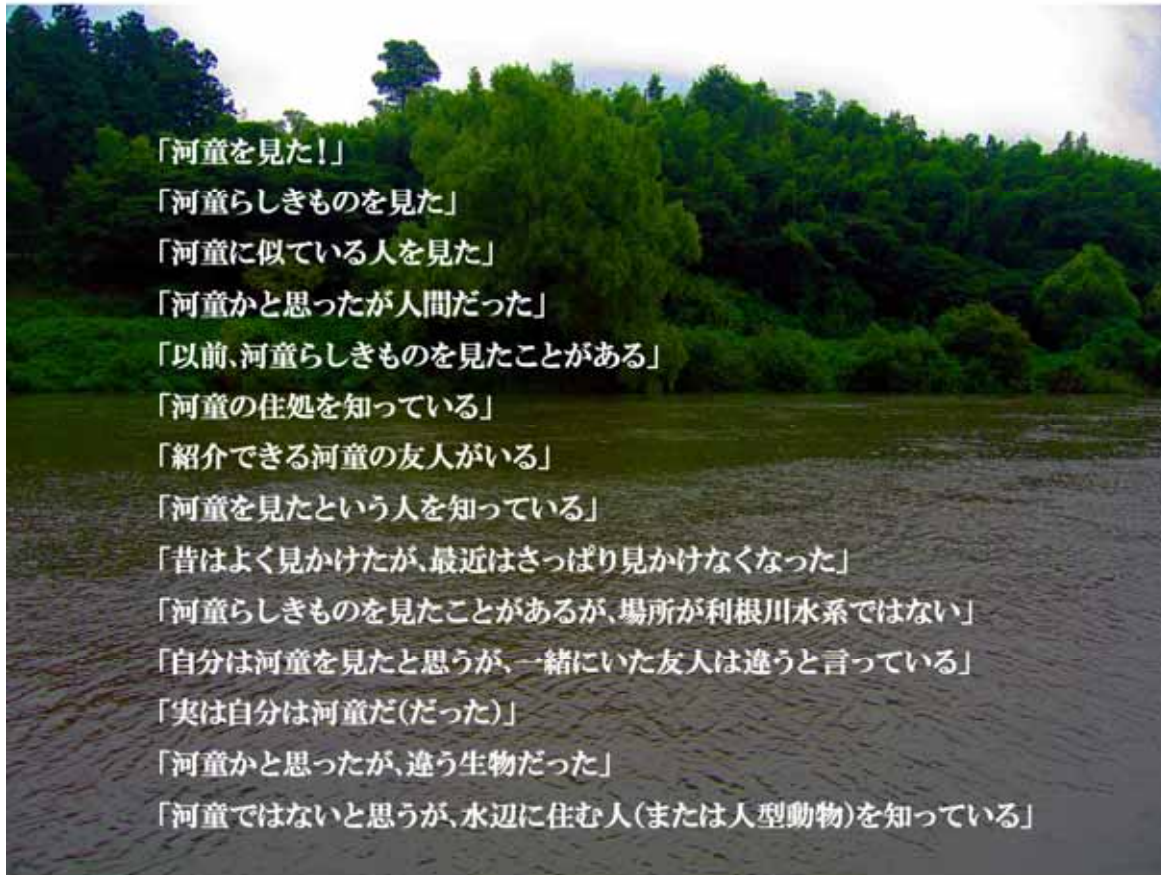 「河童を見た！」
「河童らしきものを見た」
「河童に似ている人を見た」
「河童かと思ったが人間だった」
「以前、河童らしきものを見たことがある」
「河童の住処を知っている」
「紹介できる河童の友人がいる」
「河童を見たという人を知っている」
「昔はよく見かけたが、最近はさっぱり見かけなくなった」
「河童らしきものを見たことがあるが、場所が利根川水系ではない」
「自分は河童を見たと思うが、一緒にいた友人は違うと言っている」
「実は自分は河童だ（だった）」
「河童かと思ったが、違う生物だった」
「河童ではないと思うが、水辺に住む人（または人型動物）を知っている」